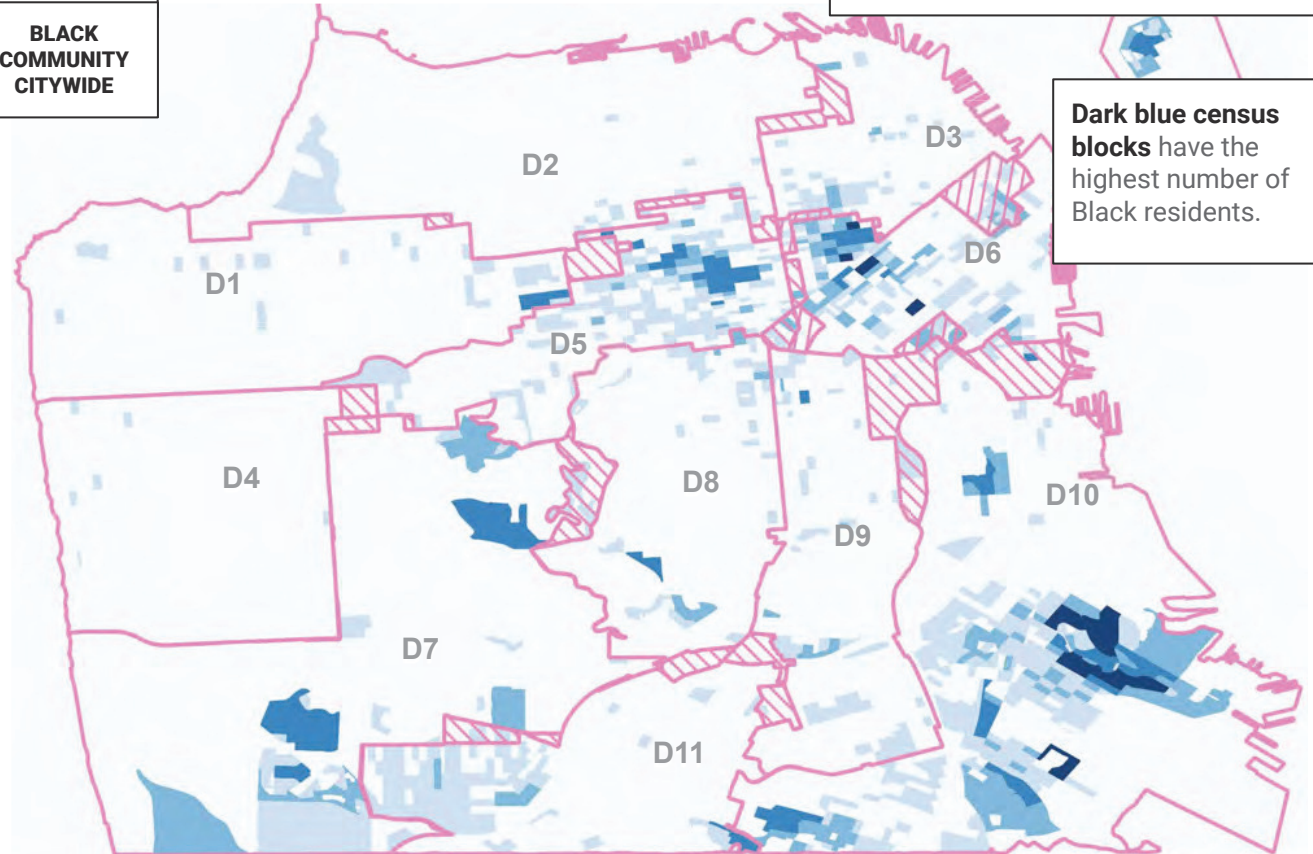 BLACK
COMMUNITY
CITYWIDE
Dark blue census
blocks have the
highest number of
Black residents.
D3
D2
D6
D1
D5
D4
D8
D10
D9
D7
D11